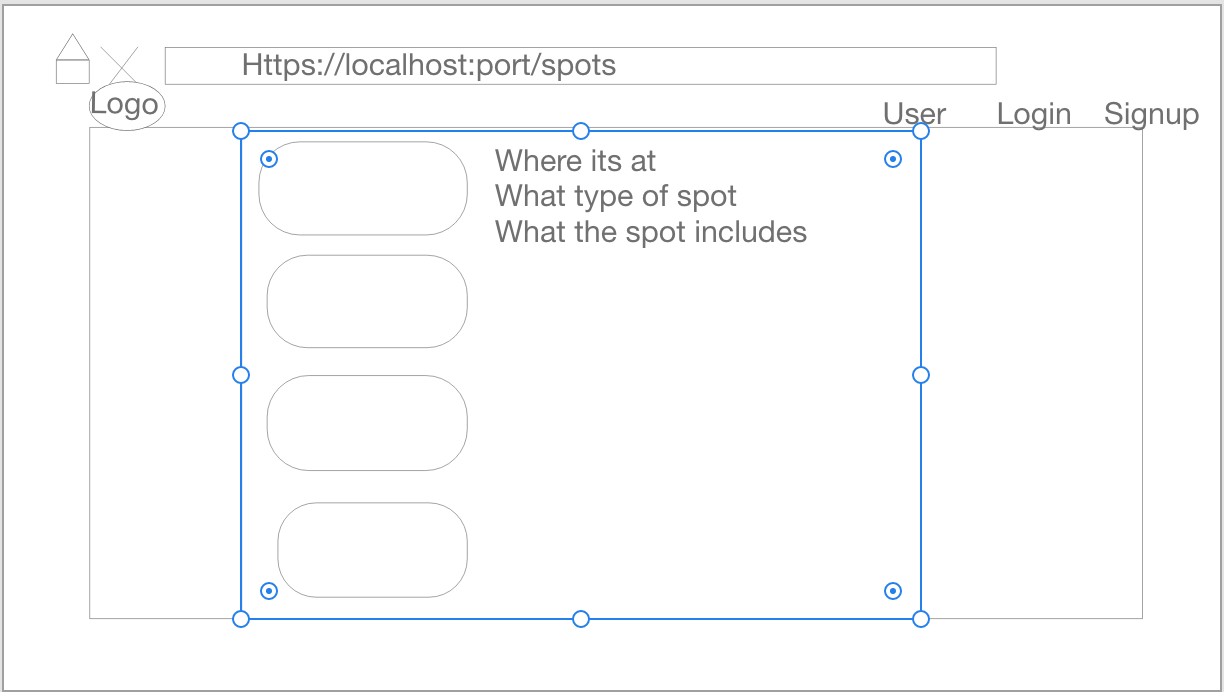 Https://localhost:port/spots
Logo
User Login Signup
Where its at
What type of spot
What the spot includes